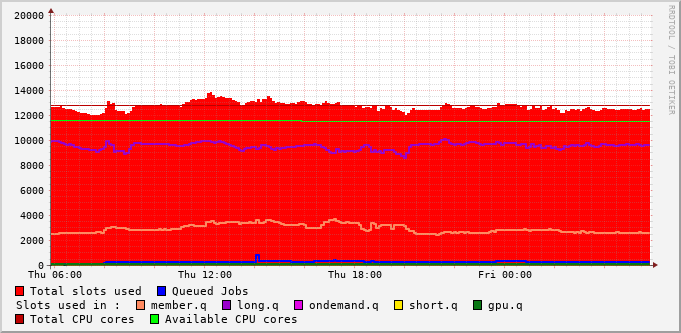 20000
18000
16000
14000
12000
10000
8000
6000
4000
2000
0
Thu 06:00 Thu 12:00 Thu 18:00 Fri 00:00
Total slots used Queued Jobs
Slots used in : member.q long.q ondemand.q short.q gpu.q
Total CPU cores Available CPU cores
RRDTOOL / TOBI OETIKER